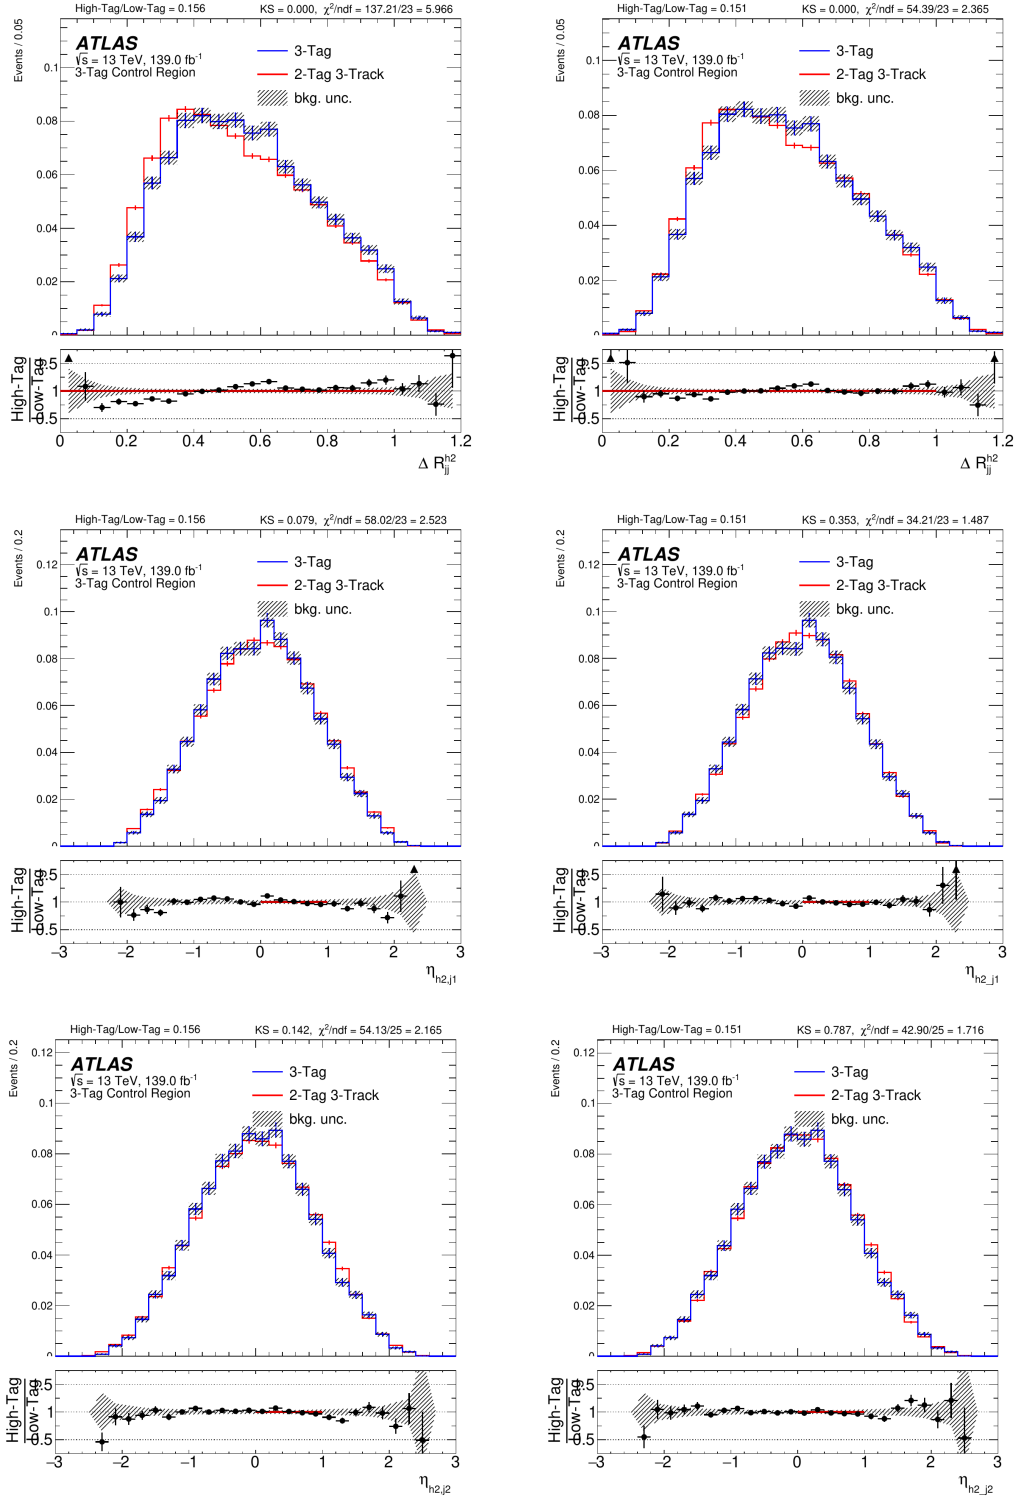 High-Tag/Low-Tag = 0.156 KS = 0.000, χ²/ndf = 137.21/23 = 5.966
Events / 0.05
ATLAS
√s = 13 TeV, 139.0 fb⁻¹
3-Tag Control Region
3-Tag
2-Tag 3-Track
bkg. unc.
0.1
0.08
0.06
0.04
0.02
0
High-Tag
Low-Tag
1.5
1
0.5
0 0.2 0.4 0.6 0.8 1 1.2
Δ R_jj^h2
High-Tag/Low-Tag = 0.151 KS = 0.000, χ²/ndf = 54.39/23 = 2.365
Events / 0.05
ATLAS
√s = 13 TeV, 139.0 fb⁻¹
3-Tag Control Region
3-Tag
2-Tag 3-Track
bkg. unc.
0.1
0.08
0.06
0.04
0.02
0
High-Tag
Low-Tag
1.5
1
0.5
0 0.2 0.4 0.6 0.8 1 1.2
Δ R_jj^h2
High-Tag/Low-Tag = 0.156 KS = 0.079, χ²/ndf = 58.02/23 = 2.523
Events / 0.2
ATLAS
√s = 13 TeV, 139.0 fb⁻¹
3-Tag Control Region
3-Tag
2-Tag 3-Track
bkg. unc.
0.12
0.1
0.08
0.06
0.04
0.02
0
High-Tag
Low-Tag
1.5
1
0.5
−3 −2 −1 0 1 2 3
η_h2,j1
High-Tag/Low-Tag = 0.151 KS = 0.353, χ²/ndf = 34.21/23 = 1.487
Events / 0.2
ATLAS
√s = 13 TeV, 139.0 fb⁻¹
3-Tag Control Region
3-Tag
2-Tag 3-Track
bkg. unc.
0.12
0.1
0.08
0.06
0.04
0.02
0
High-Tag
Low-Tag
1.5
1
0.5
−3 −2 −1 0 1 2 3
η_h2_j1
High-Tag/Low-Tag = 0.156 KS = 0.142, χ²/ndf = 54.13/25 = 2.165
Events / 0.2
ATLAS
√s = 13 TeV, 139.0 fb⁻¹
3-Tag Control Region
3-Tag
2-Tag 3-Track
bkg. unc.
0.12
0.1
0.08
0.06
0.04
0.02
0
High-Tag
Low-Tag
1.5
1
0.5
−3 −2 −1 0 1 2 3
η_h2,j2
High-Tag/Low-Tag = 0.151 KS = 0.787, χ²/ndf = 42.90/25 = 1.716
Events / 0.2
ATLAS
√s = 13 TeV, 139.0 fb⁻¹
3-Tag Control Region
3-Tag
2-Tag 3-Track
bkg. unc.
0.12
0.1
0.08
0.06
0.04
0.02
0
High-Tag
Low-Tag
1.5
1
0.5
−3 −2 −1 0 1 2 3
η_h2_j2